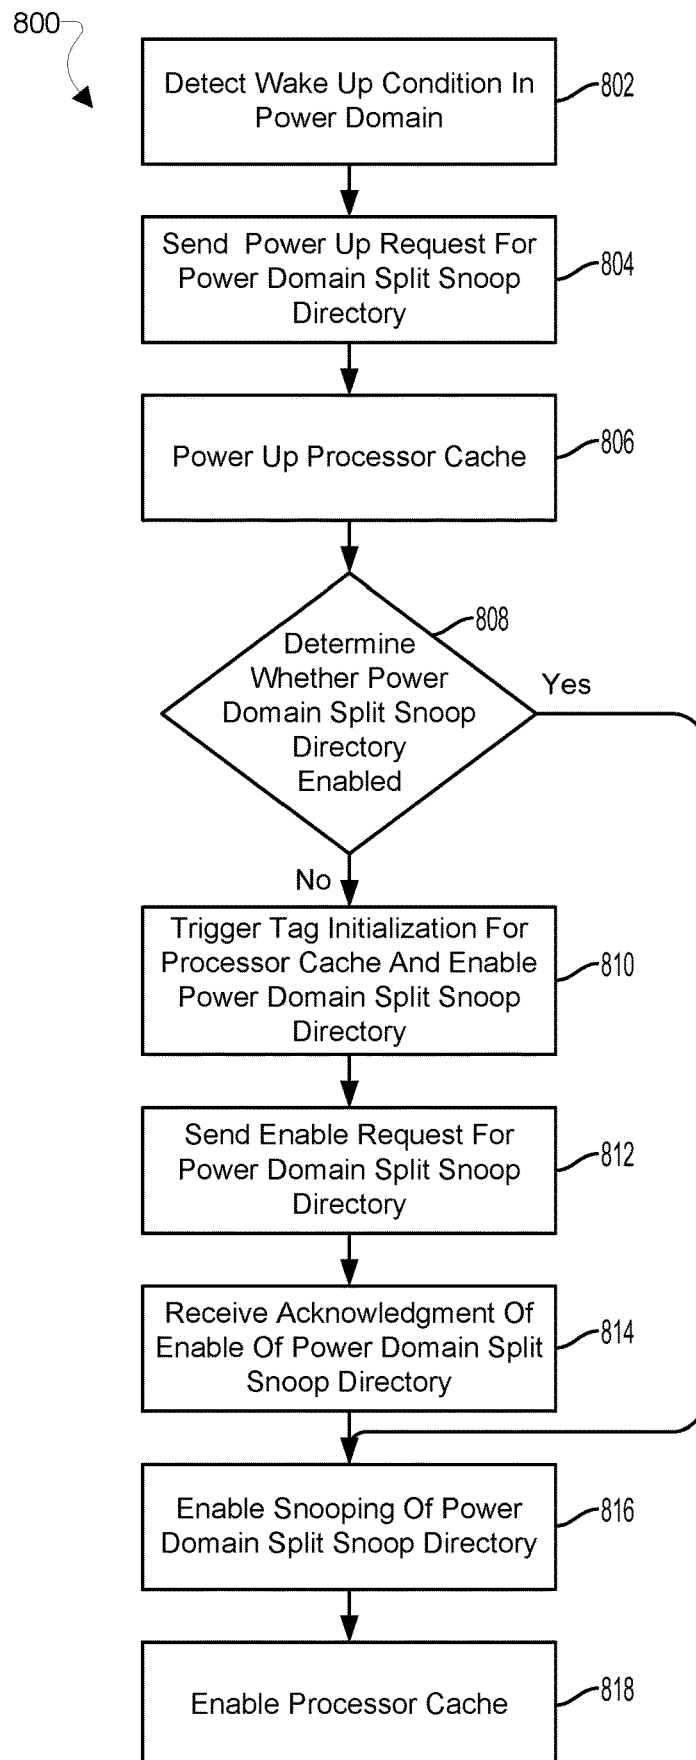 800
Detect Wake Up Condition In
Power Domain
802
Send Power Up Request For
Power Domain Split Snoop
Directory
804
Power Up Processor Cache
806
808
Determine
Whether Power
Domain Split Snoop
Directory
Enabled
Yes
No
Trigger Tag Initialization For
Processor Cache And Enable
Power Domain Split Snoop
Directory
810
Send Enable Request For
Power Domain Split Snoop
Directory
812
Receive Acknowledgment Of
Enable Of Power Domain Split
Snoop Directory
814
Enable Snooping Of Power
Domain Split Snoop Directory
816
Enable Processor Cache
818